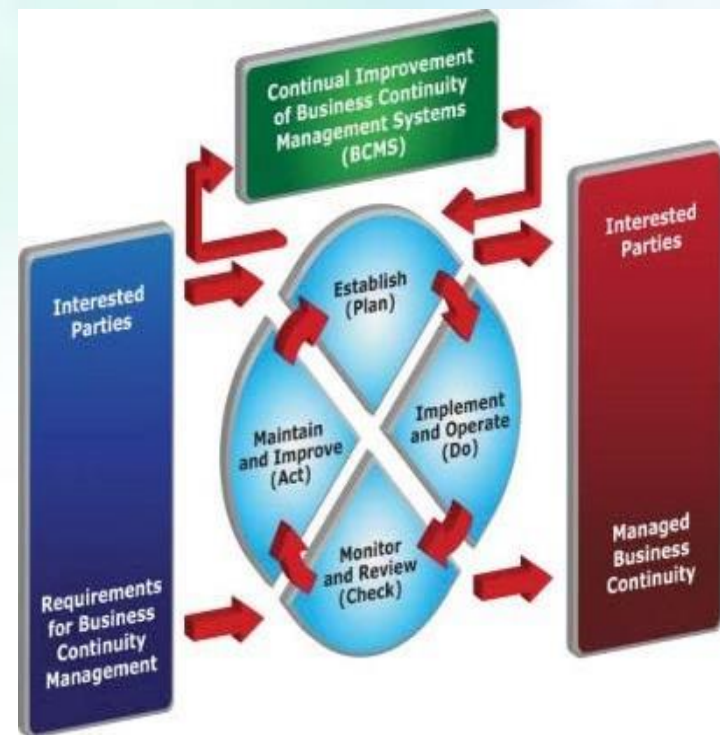 Continual Improvement
of Business Continuity
Management Systems
(BCMS)
Interested
Parties
Requirements
for Business
Continuity
Management
Establish
(Plan)
Implement
and Operate
(Do)
Monitor
and Review
(Check)
Maintain
and Improve
(Act)
Interested
Parties
Managed
Business
Continuity